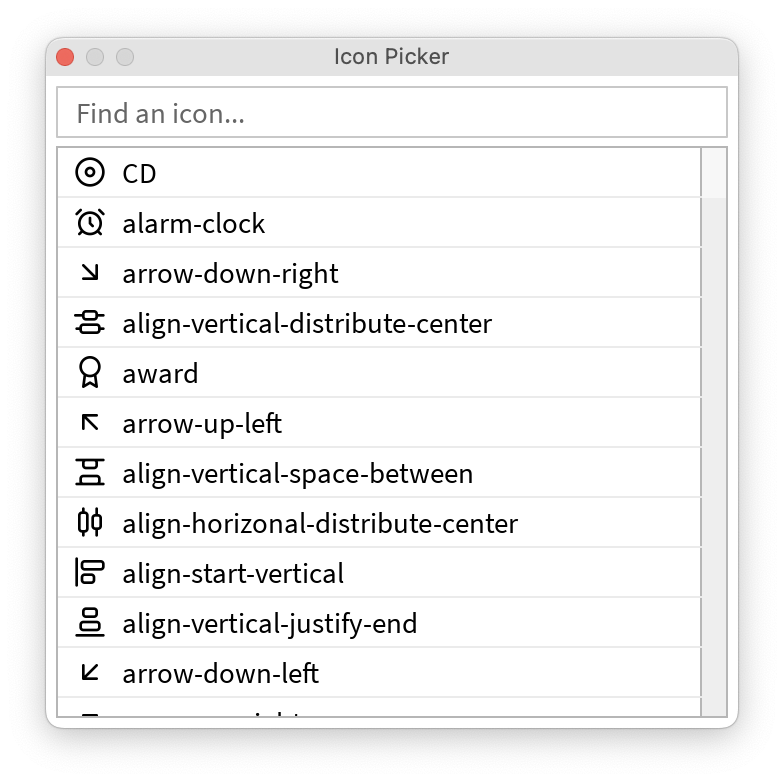 Icon Picker
Find an icon...
CD
alarm-clock
arrow-down-right
align-vertical-distribute-center
award
arrow-up-left
align-vertical-space-between
align-horizonal-distribute-center
align-start-vertical
align-vertical-justify-end
arrow-down-left